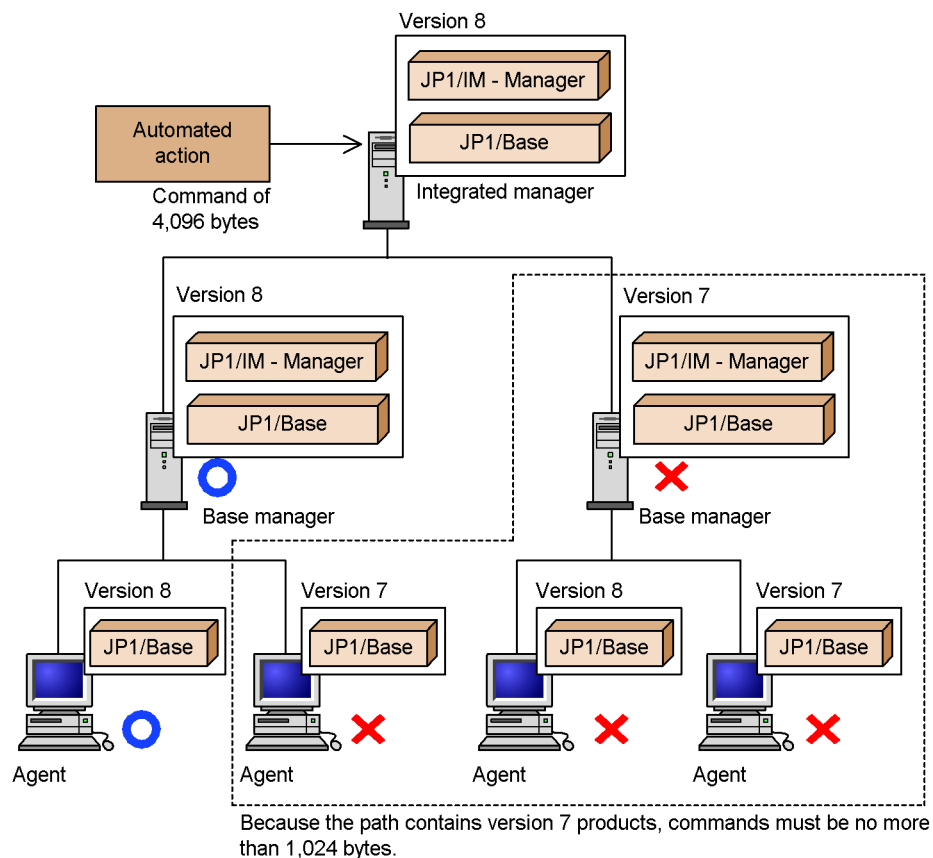 Version 8
JP1/IM - Manager
Automated
action
JP1/Base
Command of
4,096 bytes
Integrated manager
Version 8
JP1/IM - Manager
JP1/Base
Base manager
Version 7
JP1/IM - Manager
JP1/Base
Base manager
Version 8
JP1/Base
Agent
Version 7
JP1/Base
Agent
Version 8
JP1/Base
Agent
Version 7
JP1/Base
Agent
Because the path contains version 7 products, commands must be no more
than 1,024 bytes.